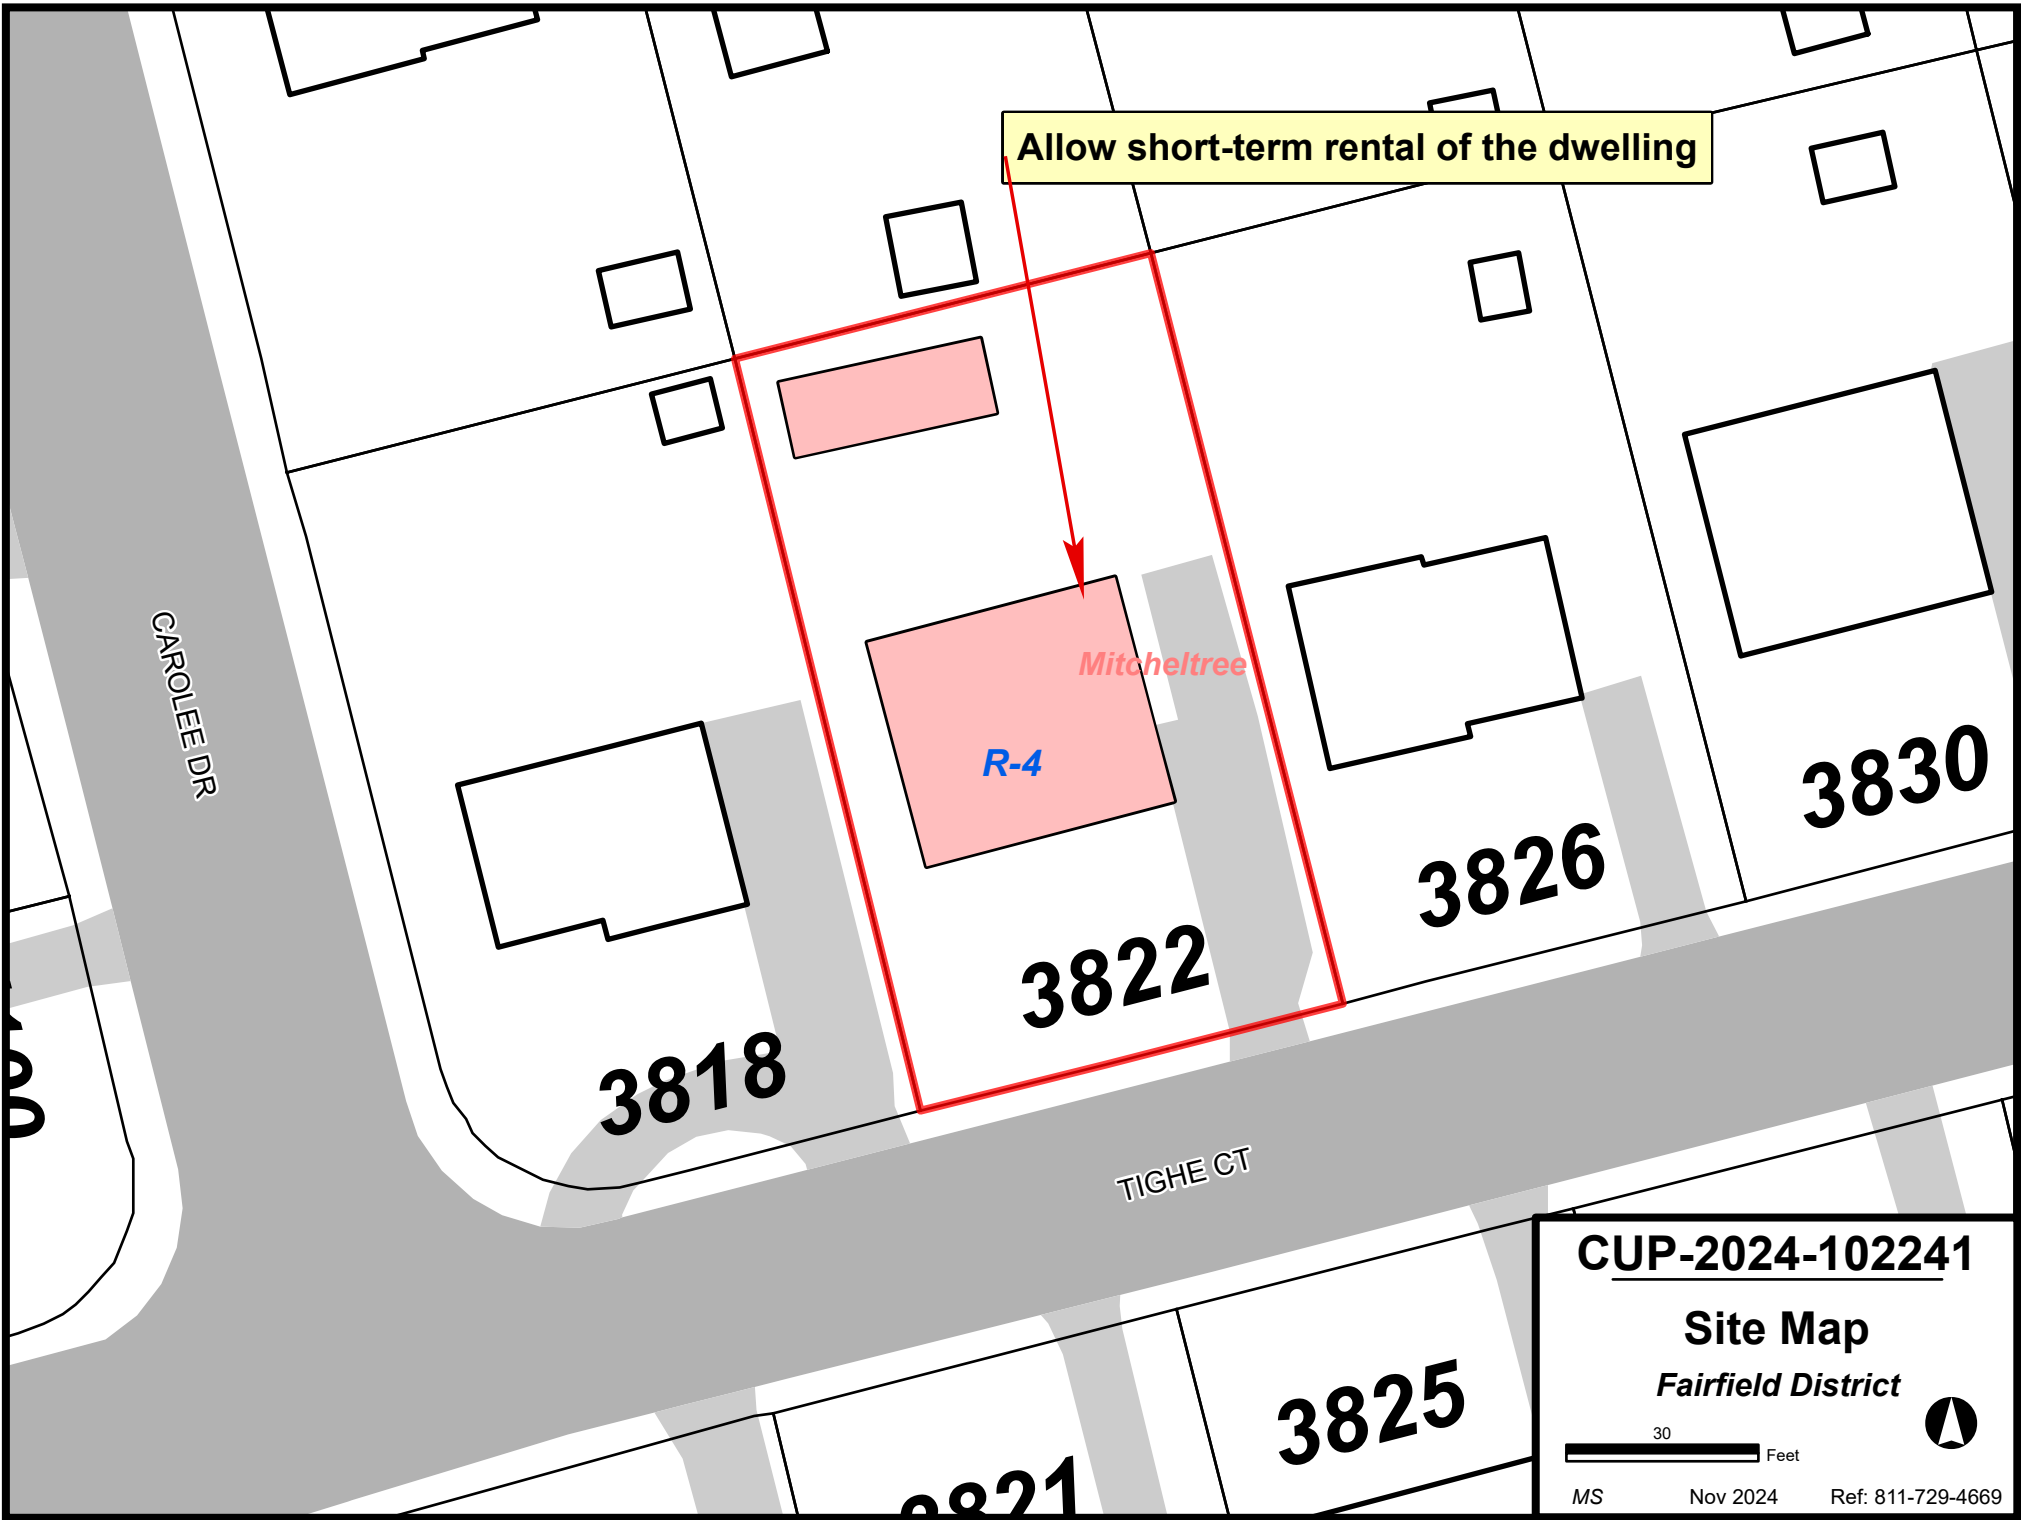 Allow short-term rental of the dwelling
CAROLEE DR
Mitcheltree
R-4
3830
3826
3822
3818
TIGHE CT
3825
3821
CUP-2024-102241
Site Map
Fairfield District
30
Feet
MS
Nov 2024
Ref: 811-729-4669